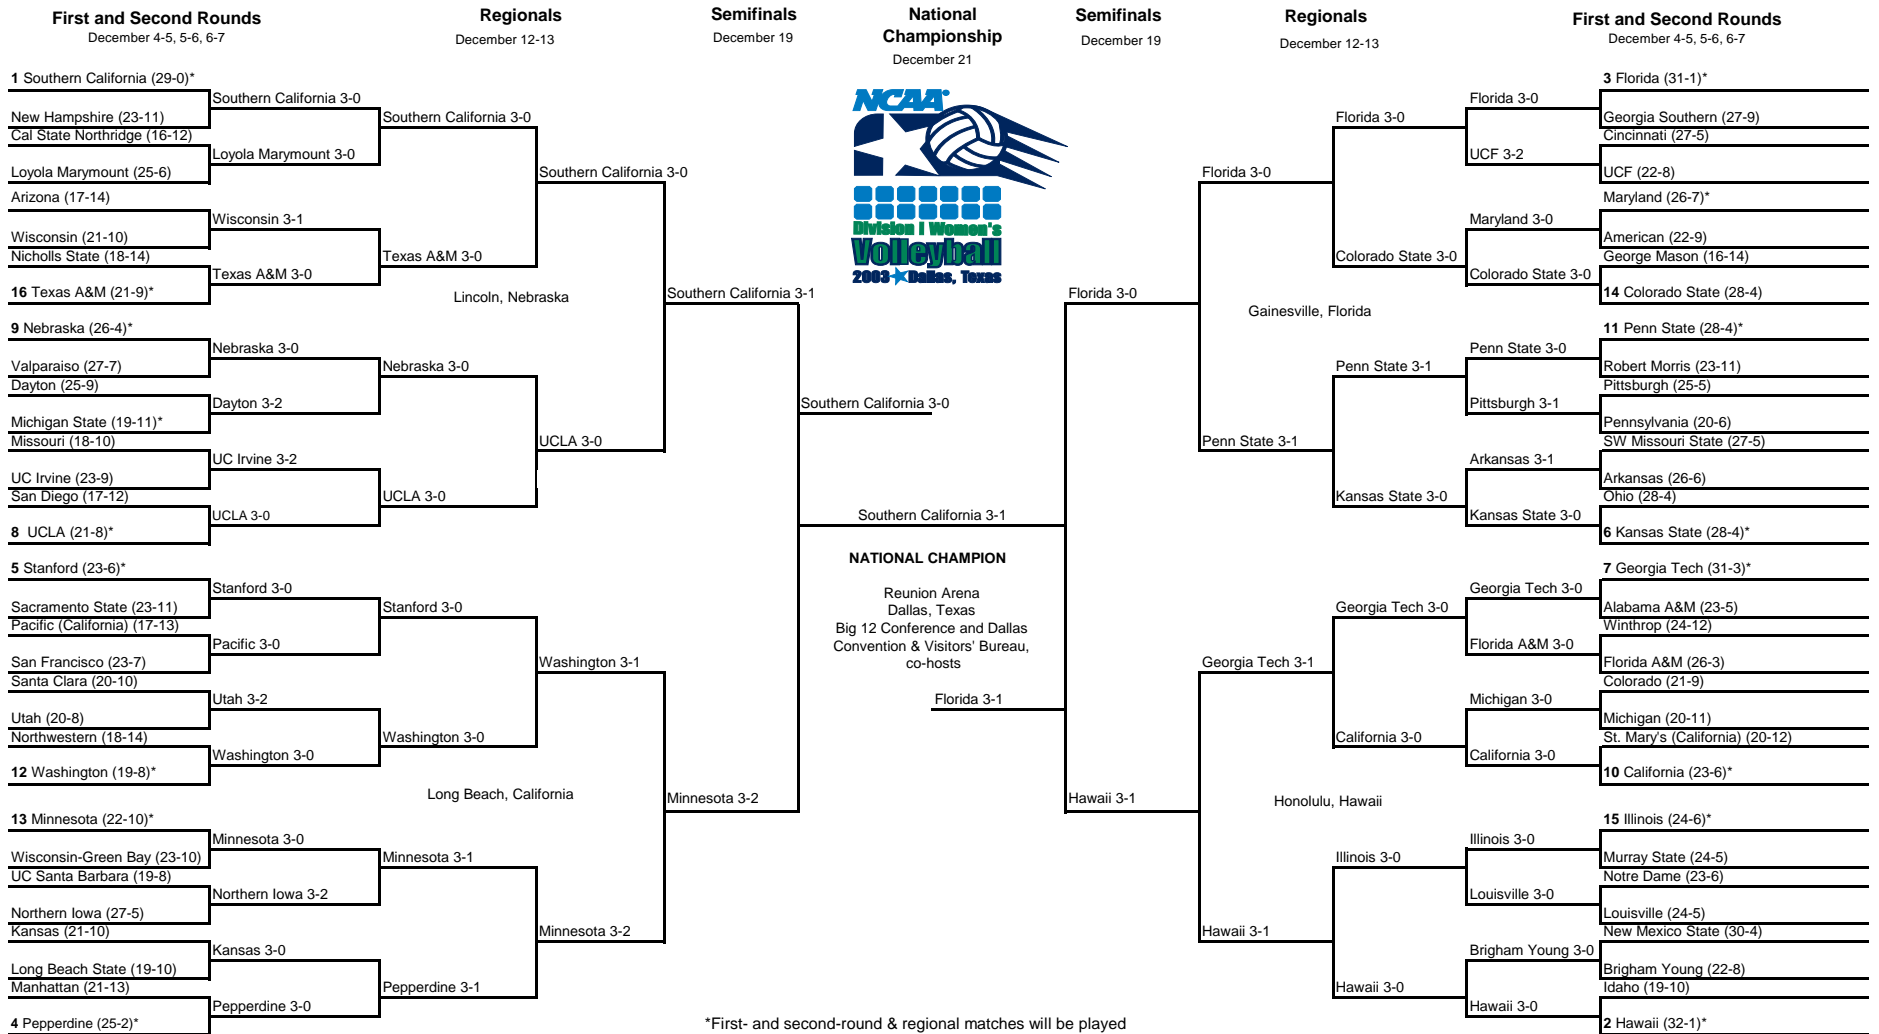 First and Second Rounds
December 4-5, 5-6, 6-7
Regionals
December 12-13
Semifinals
December 19
National
Championship
December 21
Semifinals
December 19
Regionals
December 12-13
First and Second Rounds
December 4-5, 5-6, 6-7
1 Southern California (29-0)*
New Hampshire (23-11)
Cal State Northridge (16-12)
Loyola Marymount (25-6)
Arizona (17-14)
Wisconsin (21-10)
Nicholls State (18-14)
16 Texas A&M (21-9)*
9 Nebraska (26-4)*
Valparaiso (27-7)
Dayton (25-9)
Michigan State (19-11)*
Missouri (18-10)
UC Irvine (23-9)
San Diego (17-12)
8 UCLA (21-8)*
5 Stanford (23-6)*
Sacramento State (23-11)
Pacific (California) (17-13)
San Francisco (23-7)
Santa Clara (20-10)
Utah (20-8)
Northwestern (18-14)
12 Washington (19-8)*
13 Minnesota (22-10)*
Wisconsin-Green Bay (23-10)
UC Santa Barbara (19-8)
Northern Iowa (27-5)
Kansas (21-10)
Long Beach State (19-10)
Manhattan (21-13)
4 Pepperdine (25-2)*
Southern California 3-0
Loyola Marymount 3-0
Wisconsin 3-1
Texas A&M 3-0
Nebraska 3-0
Dayton 3-2
UC Irvine 3-2
UCLA 3-0
Stanford 3-0
Pacific 3-0
Utah 3-2
Washington 3-0
Minnesota 3-0
Northern Iowa 3-2
Kansas 3-0
Pepperdine 3-0
Southern California 3-0
Texas A&M 3-0
Nebraska 3-0
UCLA 3-0
Stanford 3-0
Washington 3-0
Minnesota 3-1
Pepperdine 3-1
Southern California 3-0
Lincoln, Nebraska
UCLA 3-0
Washington 3-1
Long Beach, California
Minnesota 3-2
Southern California 3-1
Minnesota 3-2
NCAA
Division I Women's
Volleyball
2003 Dallas, Texas
Southern California 3-0
Southern California 3-1
NATIONAL CHAMPION
Reunion Arena
Dallas, Texas
Big 12 Conference and Dallas
Convention & Visitors' Bureau,
co-hosts
Florida 3-1
Florida 3-0
Hawaii 3-1
Florida 3-0
Gainesville, Florida
Penn State 3-1
Georgia Tech 3-1
Honolulu, Hawaii
Hawaii 3-1
Florida 3-0
Colorado State 3-0
Penn State 3-1
Kansas State 3-0
Georgia Tech 3-0
California 3-0
Illinois 3-0
Hawaii 3-0
Florida 3-0
UCF 3-2
Maryland 3-0
Colorado State 3-0
Penn State 3-0
Pittsburgh 3-1
Arkansas 3-1
Kansas State 3-0
Georgia Tech 3-0
Florida A&M 3-0
Michigan 3-0
California 3-0
Illinois 3-0
Louisville 3-0
Brigham Young 3-0
Hawaii 3-0
3 Florida (31-1)*
Georgia Southern (27-9)
Cincinnati (27-5)
UCF (22-8)
Maryland (26-7)*
American (22-9)
George Mason (16-14)
14 Colorado State (28-4)
11 Penn State (28-4)*
Robert Morris (23-11)
Pittsburgh (25-5)
Pennsylvania (20-6)
SW Missouri State (27-5)
Arkansas (26-6)
Ohio (28-4)
6 Kansas State (28-4)*
7 Georgia Tech (31-3)*
Alabama A&M (23-5)
Winthrop (24-12)
Florida A&M (26-3)
Colorado (21-9)
Michigan (20-11)
St. Mary's (California) (20-12)
10 California (23-6)*
15 Illinois (24-6)*
Murray State (24-5)
Notre Dame (23-6)
Louisville (24-5)
New Mexico State (30-4)
Brigham Young (22-8)
Idaho (19-10)
2 Hawaii (32-1)*
*First- and second-round & regional matches will be played